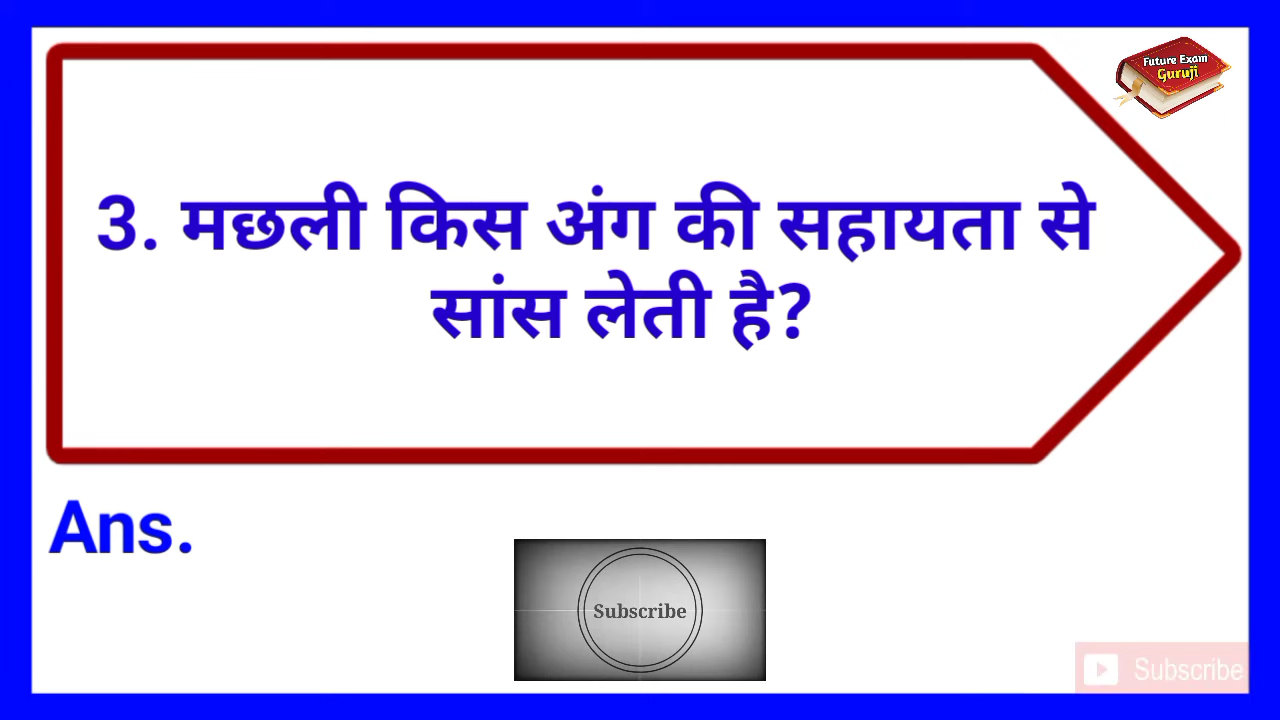 Future Exam
Guruji
3. मछली किस अंग की सहायता से
सांस लेती है?
Ans.
Subscribe
Subscribe